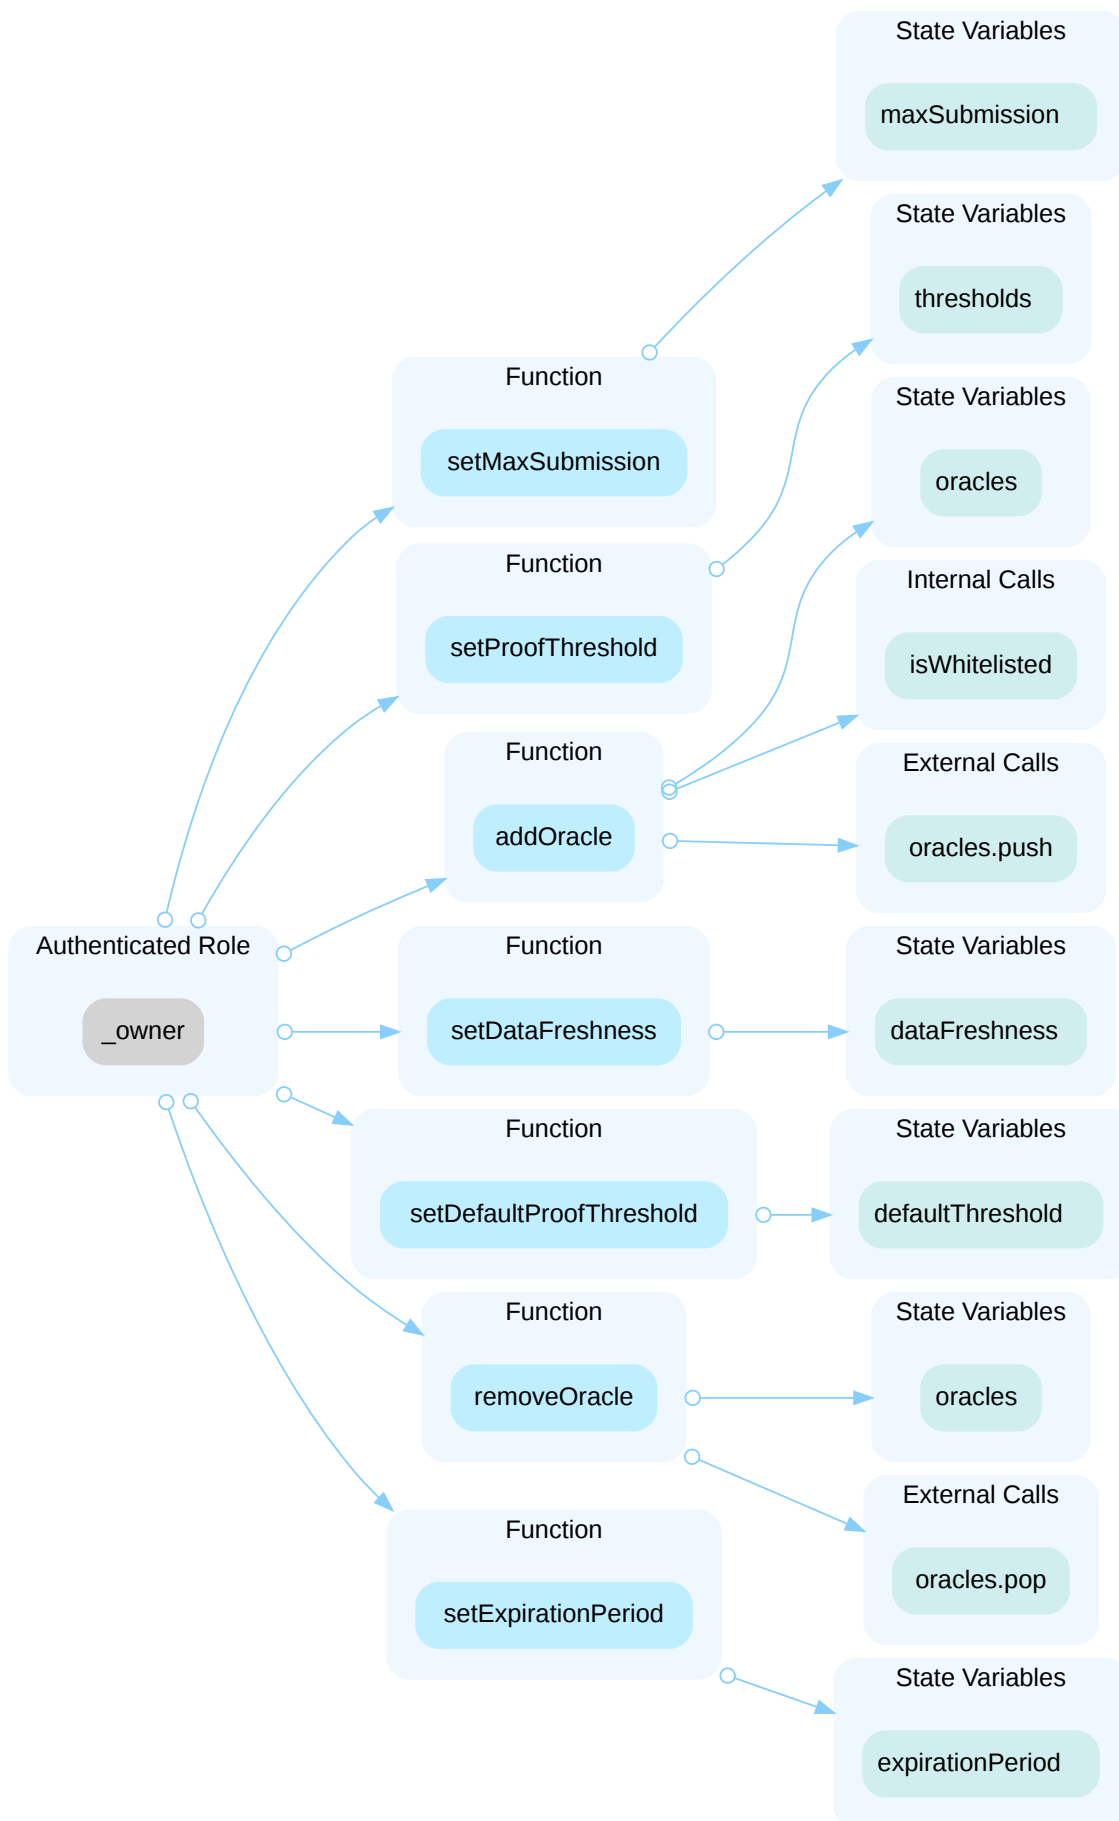 State Variables
maxSubmission
State Variables
thresholds
Function
setMaxSubmission
State Variables
oracles
Function
setProofThreshold
Internal Calls
isWhitelisted
Function
addOracle
External Calls
oracles.push
Authenticated Role
_owner
Function
setDataFreshness
State Variables
dataFreshness
Function
setDefaultProofThreshold
State Variables
defaultThreshold
Function
removeOracle
State Variables
oracles
External Calls
oracles.pop
Function
setExpirationPeriod
State Variables
expirationPeriod